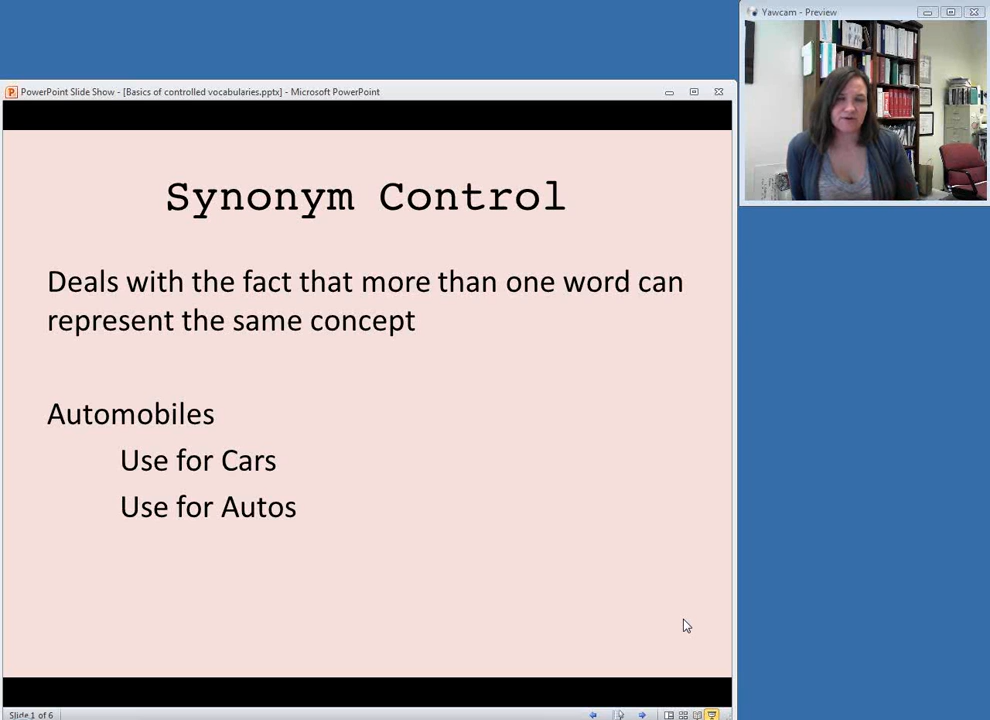 Yawcam - Preview
PowerPoint Slide Show - [Basics of controlled vocabularies.pptx] - Microsoft PowerPoint
Synonym Control
Deals with the fact that more than one word can
represent the same concept
Automobiles
Use for Cars
Use for Autos
Slide 1 of 6